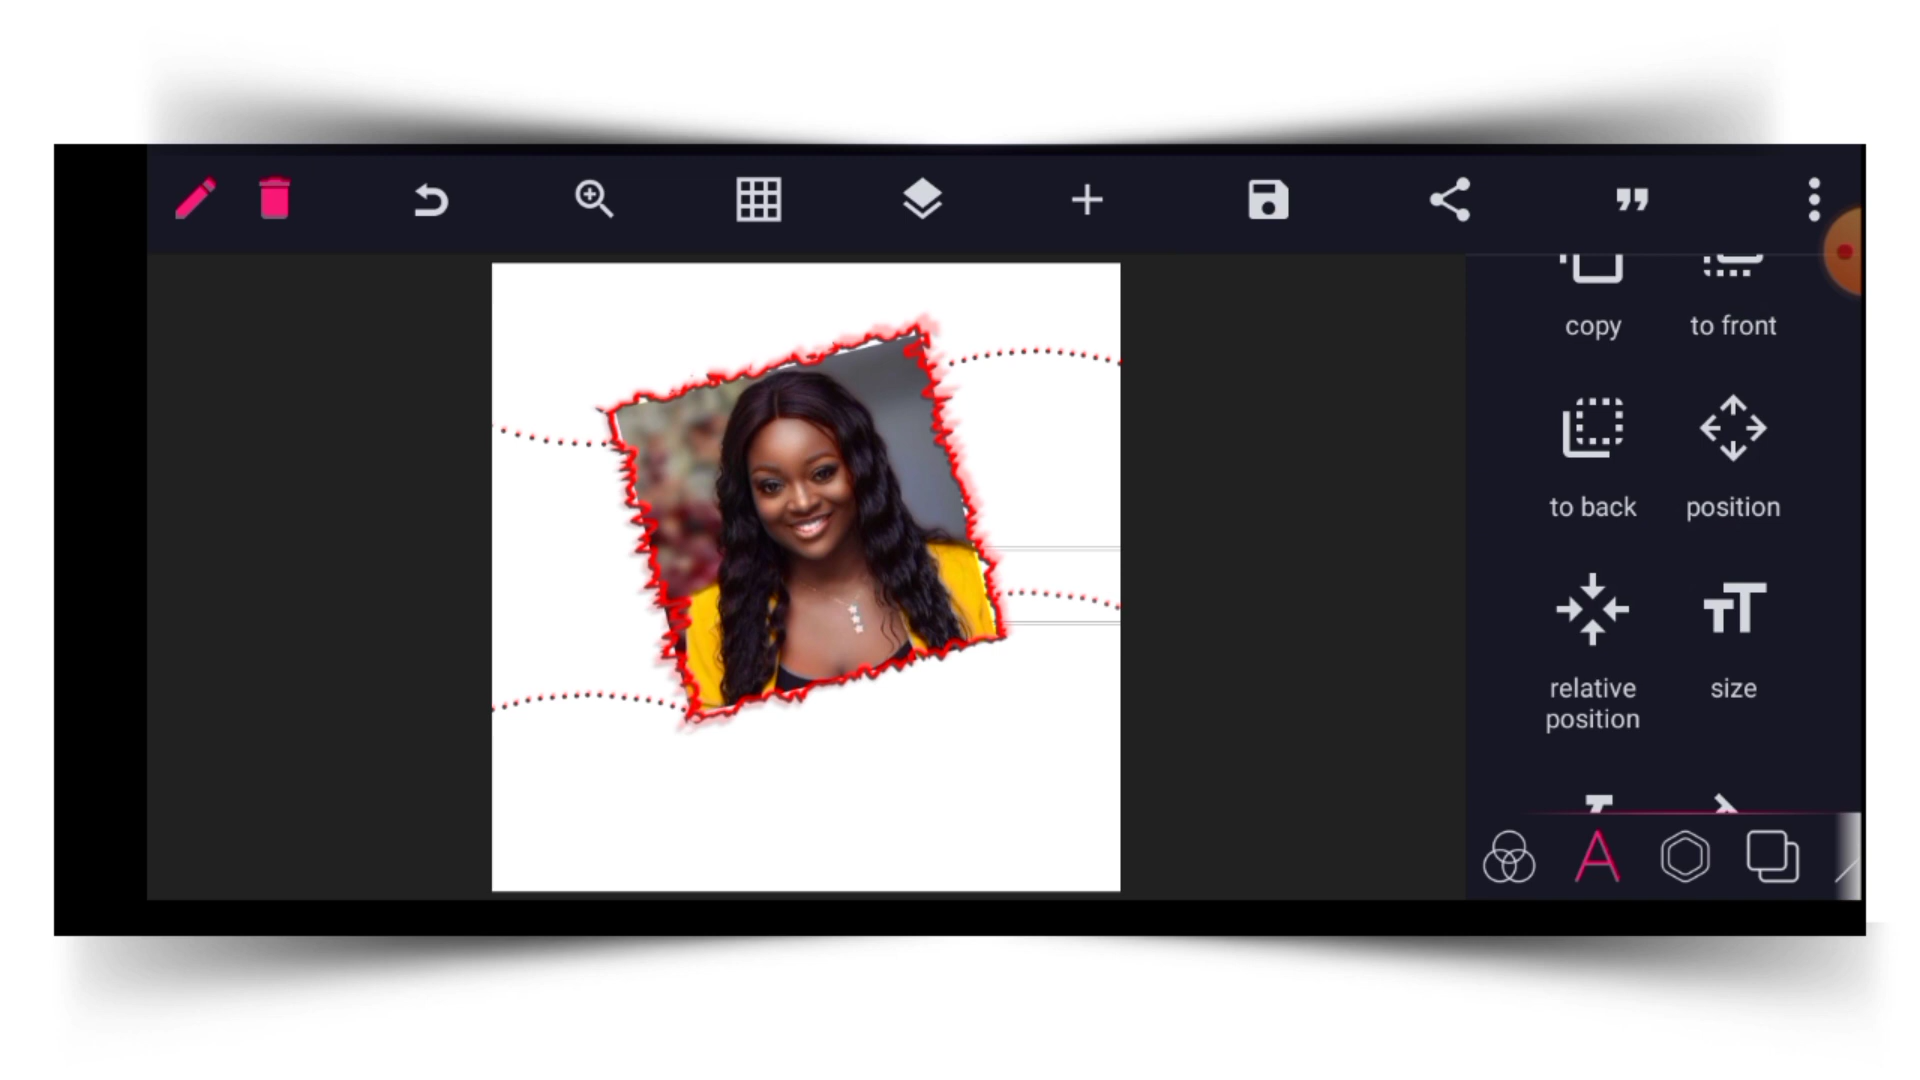 copy
to front
to back
position
relative
position
size